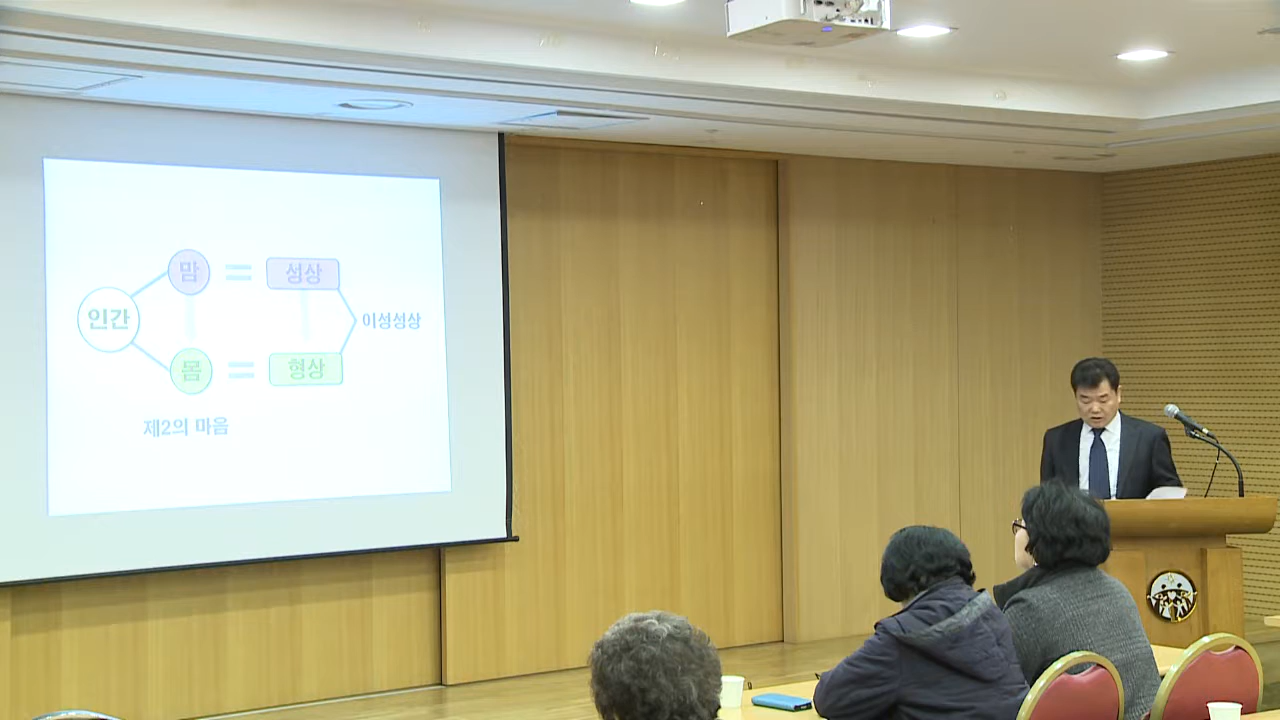 맘 = 성상
인간
이성성상
몸 = 형상
제2의 마음